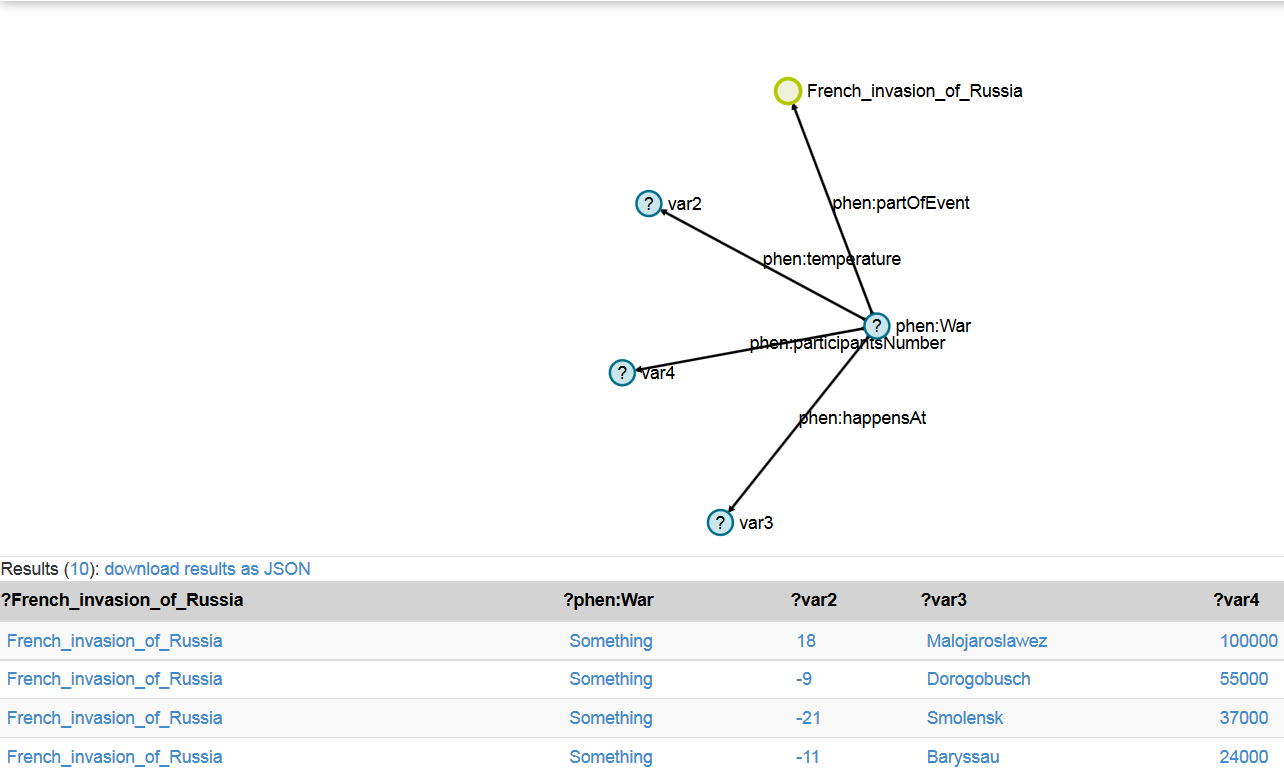 French_invasion_of_Russia
? var2
phen:partOfEvent
phen:temperature
? phen:War
phen:participantsNumber
? var4
phen:happensAt
? var3
Results (10): download results as JSON
?French_invasion_of_Russia ?phen:War ?var2 ?var3 ?var4
French_invasion_of_Russia Something 18 Malojaroslawez 100000
French_invasion_of_Russia Something -9 Dorogobusch 55000
French_invasion_of_Russia Something -21 Smolensk 37000
French_invasion_of_Russia Something -11 Baryssau 24000